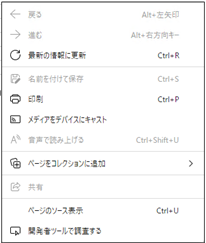 戻る Alt+左矢印
進む Alt+右方向キー
最新の情報に更新 Ctrl+R
名前を付けて保存 Ctrl+S
印刷 Ctrl+P
メディアをデバイスにキャスト
音声で読み上げる Ctrl+Shift+U
ページをコレクションに追加
共有
ページのソース表示 Ctrl+U
開発者ツールで調査する